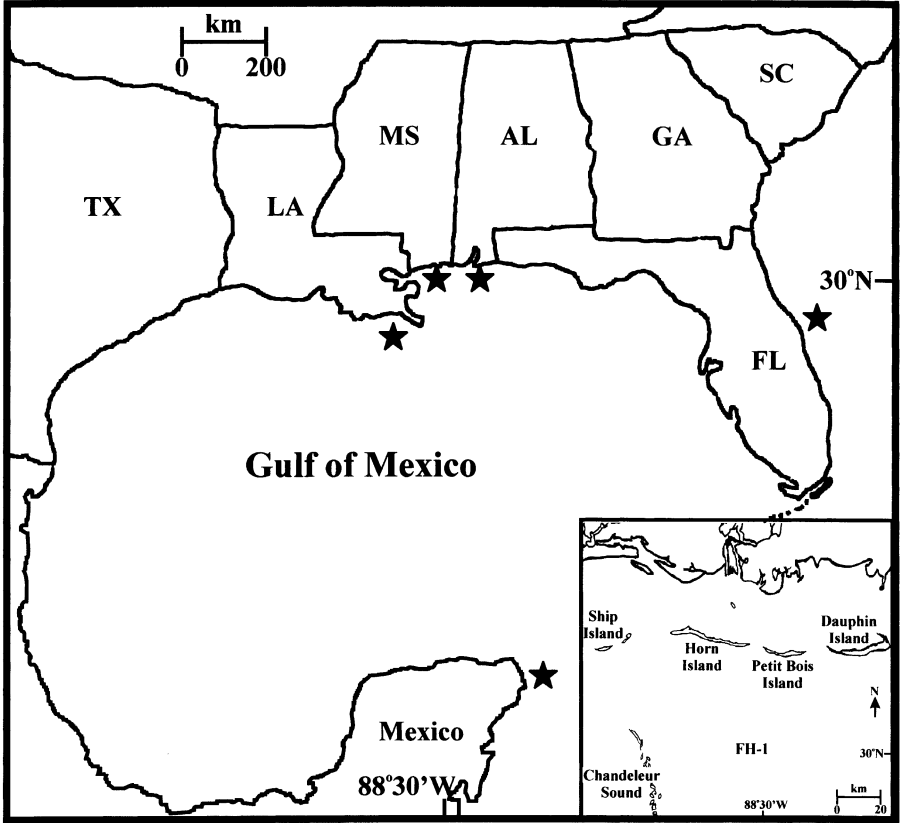 km
0 200
SC
MS AL GA
TX LA
30°N
FL
Gulf of Mexico
Mexico
88°30'W
Ship
Island
Horn
Island
Petit Bois
Island
Dauphin
Island
N
FH-1
30°N
Chandeleur
Sound
88°30'W
km
0 20